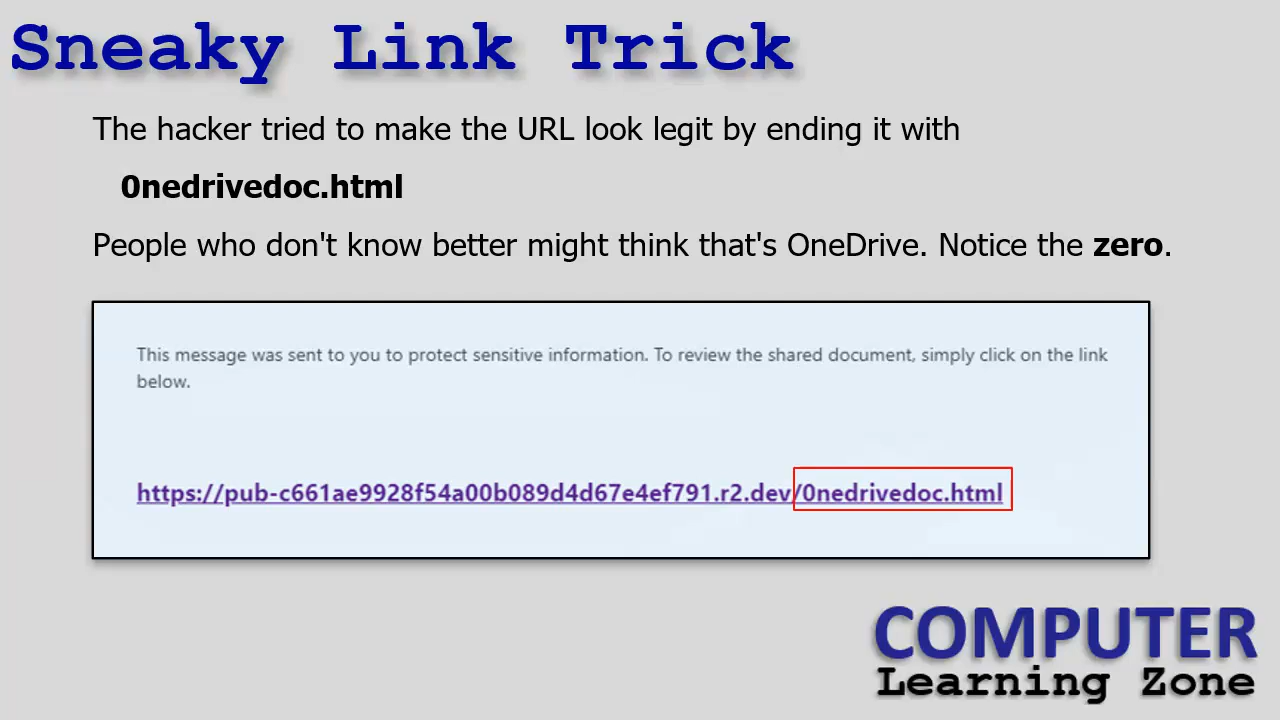 Sneaky Link Trick
The hacker tried to make the URL look legit by ending it with
0nedrivedoc.html
People who don't know better might think that's OneDrive. Notice the zero.
This message was sent to you to protect sensitive information. To review the shared document, simply click on the link
below.
https://pub-c661ae9928f54a00b089d4d67e4ef791.r2.dev/0nedrivedoc.html
COMPUTER
Learning Zone